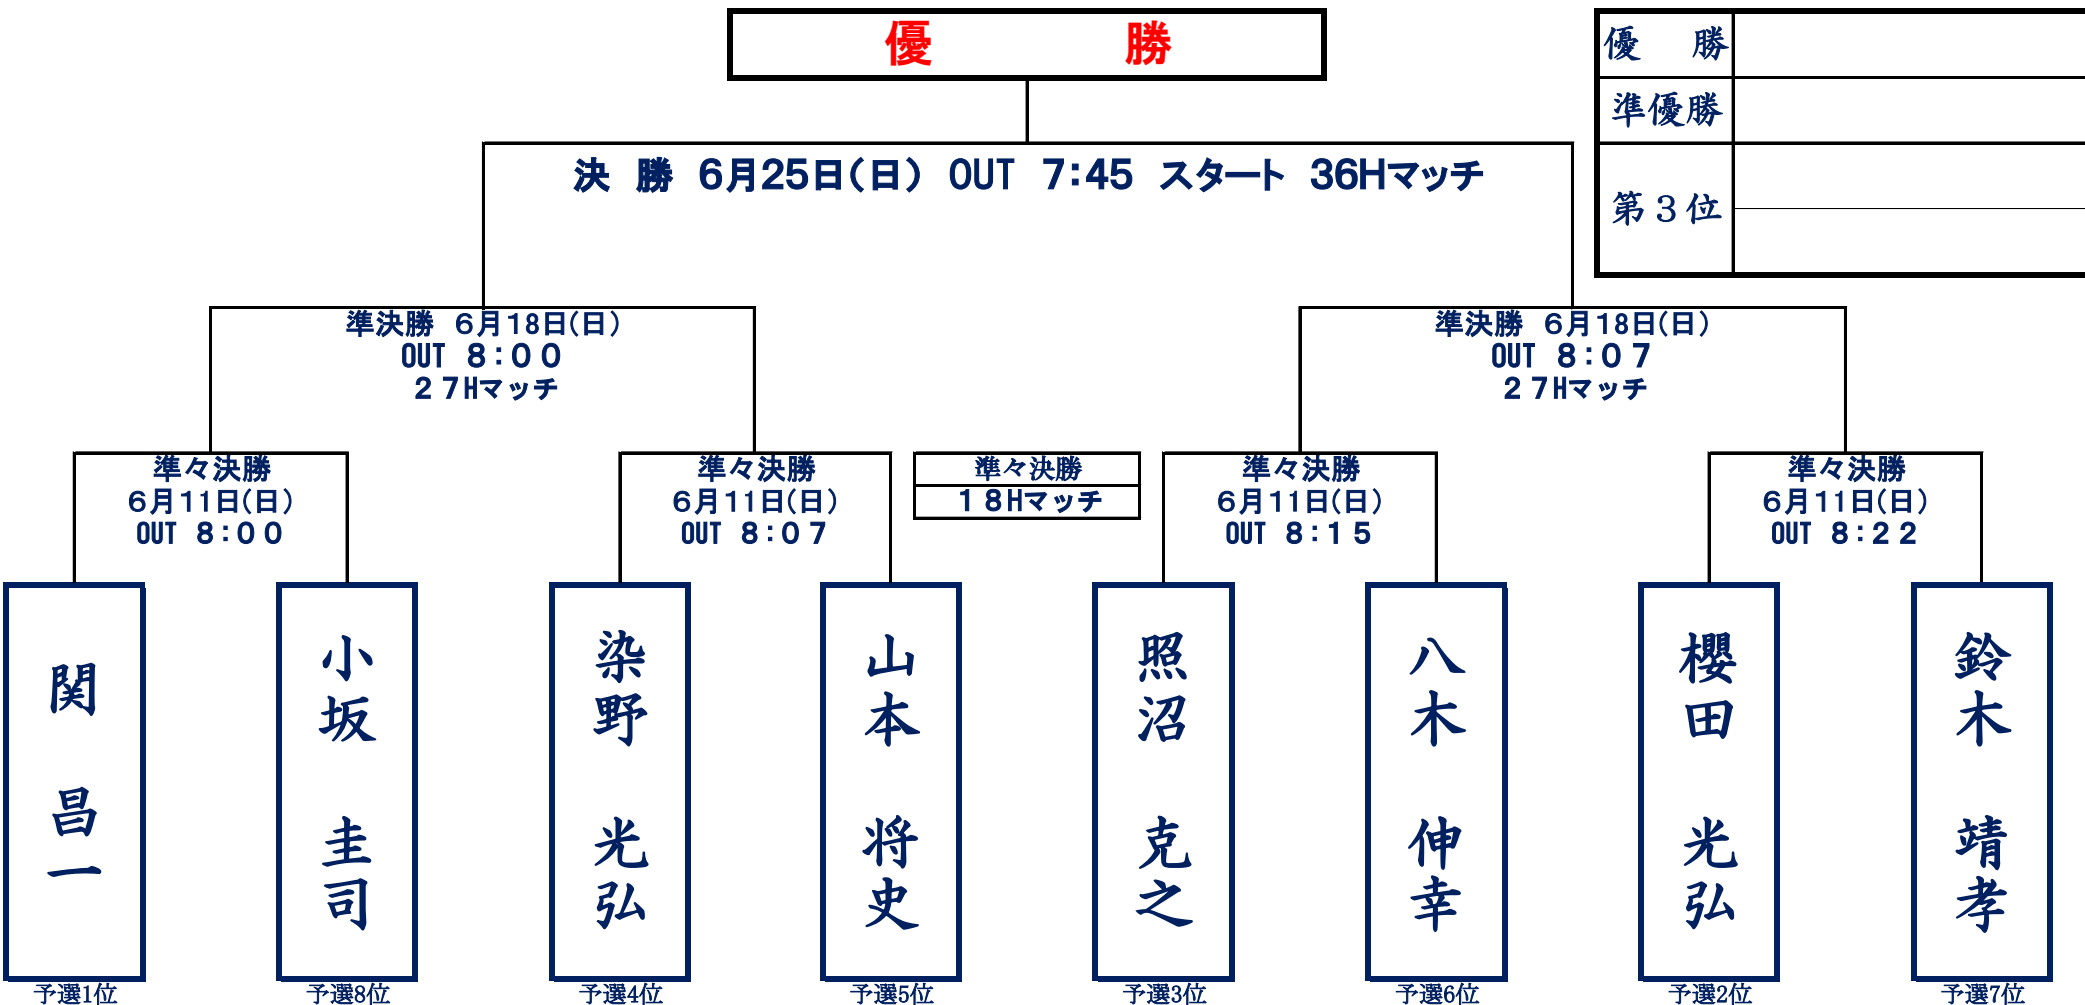 優　勝
優　勝
準優勝
第３位
決　勝　6月25日(日)　OUT　7:45　スタート　36Hマッチ
準決勝　６月18日(日)
OUT　８:００
２７Hマッチ
準決勝　６月18日(日)
OUT　８:０７
２７Hマッチ
準々決勝
６月11日(日)
OUT　８:００
準々決勝
６月11日(日)
OUT　８:０７
準々決勝
１８Hマッチ
準々決勝
６月11日(日)
OUT　８:１５
準々決勝
６月11日(日)
OUT　８:２２
関　昌一
小坂　圭司
染野　光弘
山本　将史
照沼　克之
八木　伸幸
櫻田　光弘
鈴木　靖孝
予選1位
予選8位
予選4位
予選5位
予選3位
予選6位
予選2位
予選7位